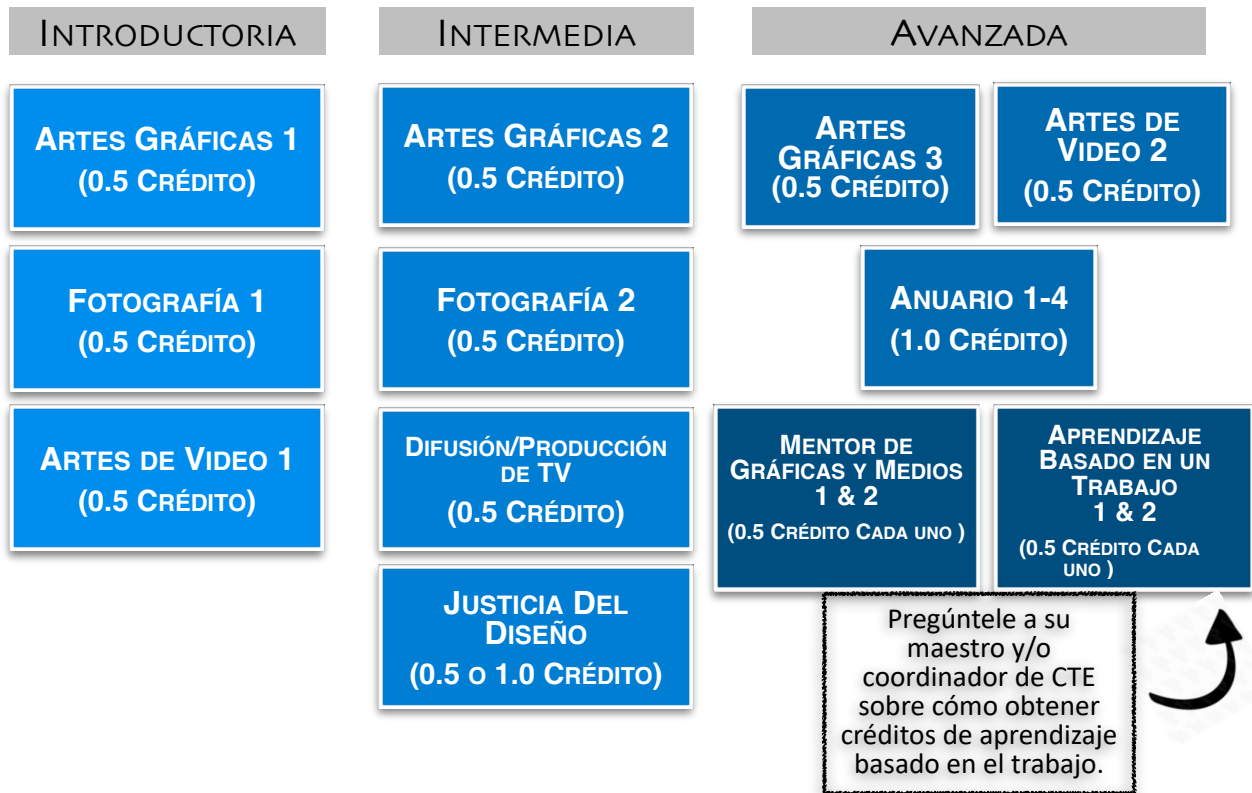 INTRODUCTORIA
ARTES GRÁFICAS 1
(0.5 CRÉDITO)
FOTOGRAFÍA 1
(0.5 CRÉDITO)
ARTES DE VIDEO 1
(0.5 CRÉDITO)
INTERMEDIA
ARTES GRÁFICAS 2
(0.5 CRÉDITO)
FOTOGRAFÍA 2
(0.5 CRÉDITO)
DIFUSIÓN/PRODUCCIÓN
DE TV
(0.5 CRÉDITO)
JUSTICIA DEL
DISEÑO
(0.5 O 1.0 CRÉDITO)
AVANZADA
ARTES
GRÁFICAS 3
(0.5 CRÉDITO)
ARTES DE
VIDEO 2
(0.5 CRÉDITO)
ANUARIO 1-4
(1.0 CRÉDITO)
MENTOR DE
GRÁFICAS Y MEDIOS
1 & 2
(0.5 CRÉDITO CADA UNO )
APRENDIZAJE
BASADO EN UN
TRABAJO
1 & 2
(0.5 CRÉDITO CADA
UNO )
Pregúntele a su
maestro y/o
coordinador de CTE
sobre cómo obtener
créditos de aprendizaje
basado en el trabajo.